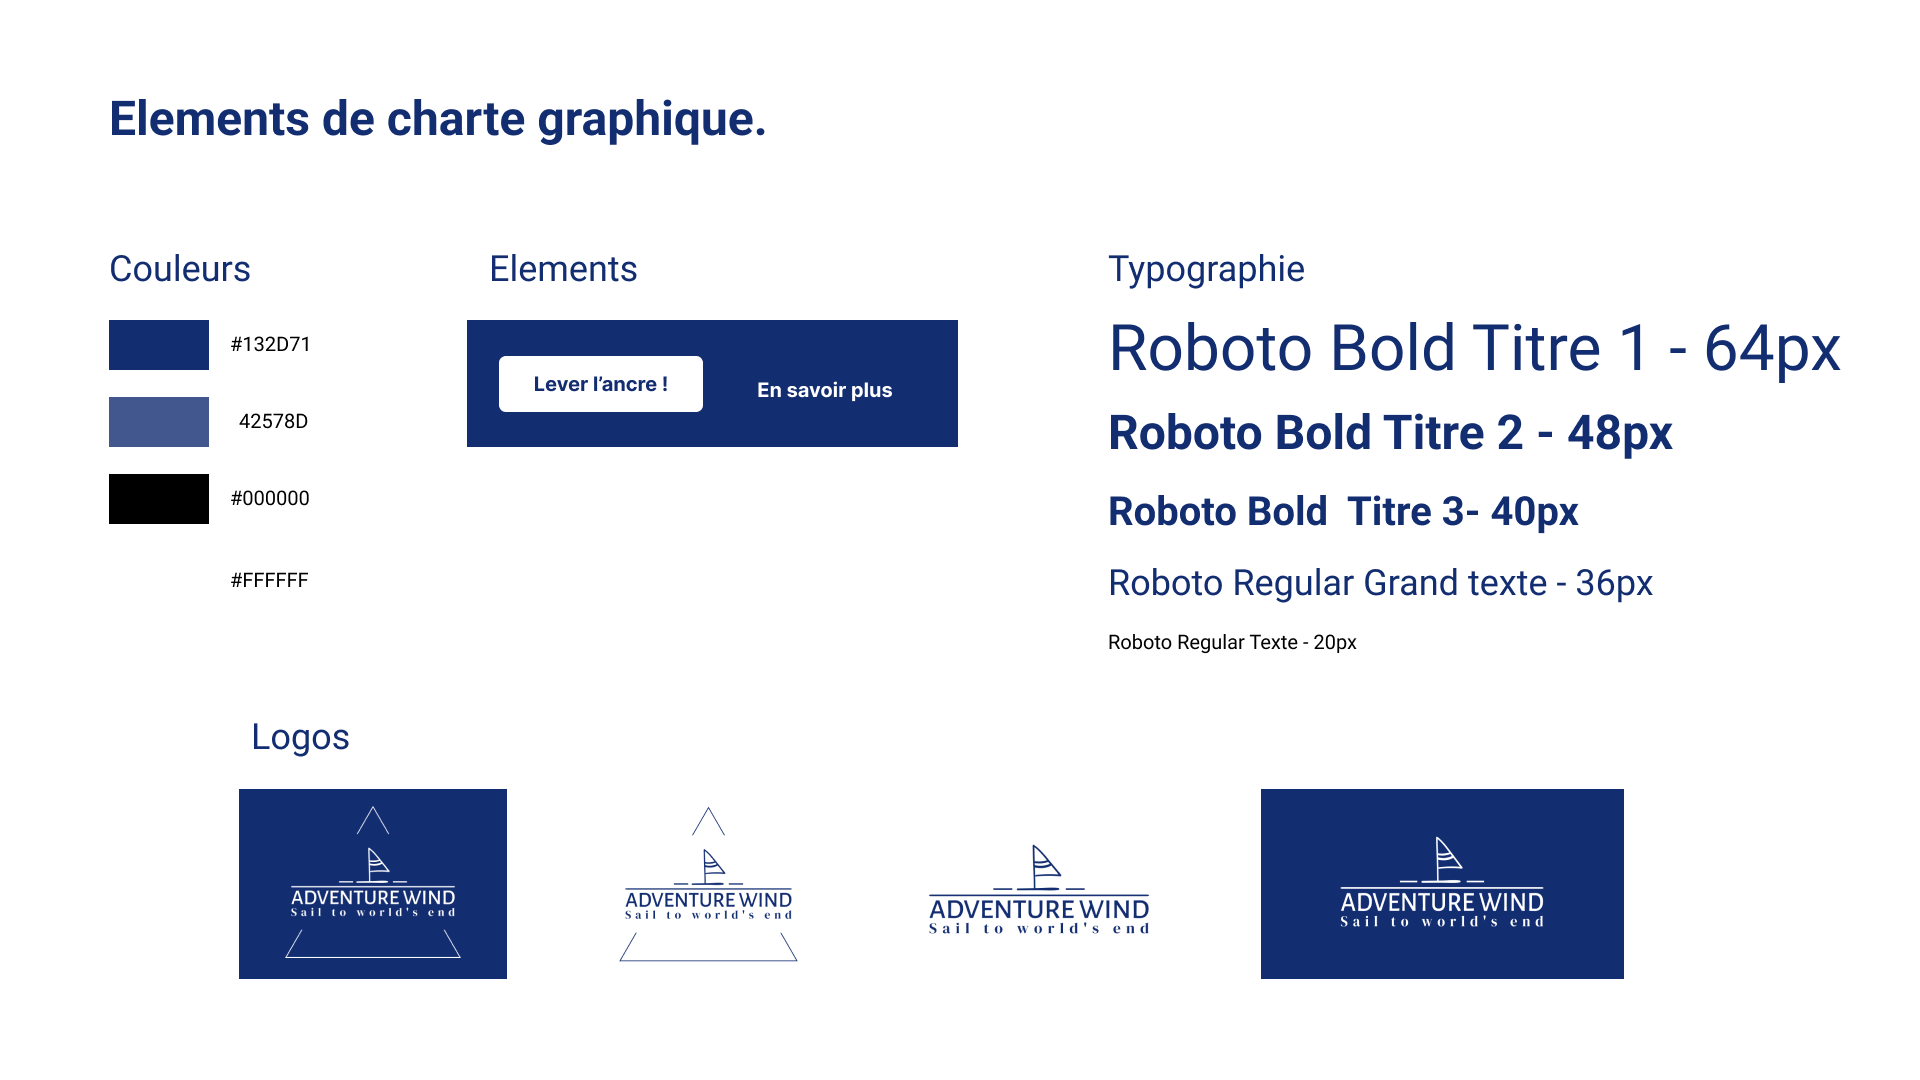 Elements de charte graphique.
Couleurs
#132D71
42578D
#000000
#FFFFFF
Elements
Lever l’ancre !
En savoir plus
Typographie
Roboto Bold Titre 1 - 64px
Roboto Bold Titre 2 - 48px
Roboto Bold  Titre 3- 40px
Roboto Regular Grand texte - 36px
Roboto Regular Texte - 20px
Logos
ADVENTURE WIND
Sail to world's end
ADVENTURE WIND
Sail to world's end
ADVENTURE WIND
Sail to world's end
ADVENTURE WIND
Sail to world's end